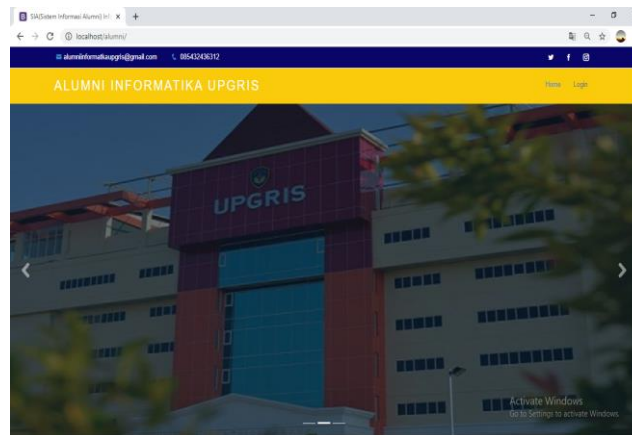 SIA(Sistem Informasi Alumni) Inf
localhost/alumni/
alumniinformatikaupgris@gmail.com 085432436312
ALUMNI INFORMATIKA UPGRIS
Home Login
UPGRIS
Activate Windows
Go to Settings to activate Windows.